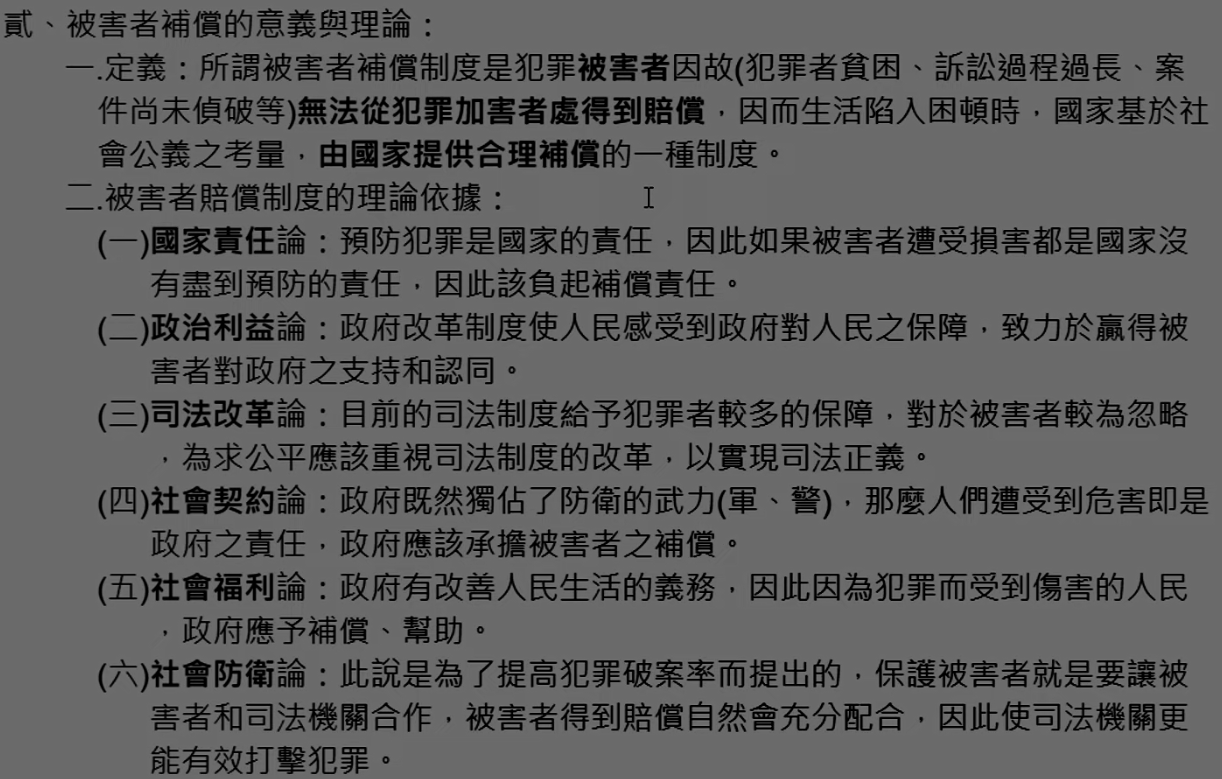 貳、被害者補償的意義與理論：
一.定義：所謂被害者補償制度是犯罪被害者因故(犯罪者貧困、訴訟過程過長、案
件尚未偵破等)無法從犯罪加害者處得到賠償，因而生活陷入困頓時，國家基於社
會公義之考量，由國家提供合理補償的一種制度。
二.被害者賠償制度的理論依據：
(一)國家責任論：預防犯罪是國家的責任，因此如果被害者遭受損害都是國家沒
有盡到預防的責任，因此該負起補償責任。
(二)政治利益論：政府改革制度使人民感受到政府對人民之保障，致力於贏得被
害者對政府之支持和認同。
(三)司法改革論：目前的司法制度給予犯罪者較多的保障，對於被害者較為忽略
，為求公平應該重視司法制度的改革，以實現司法正義。
(四)社會契約論：政府既然獨佔了防衛的武力(軍、警)，那麼人們遭受到危害即是
政府之責任，政府應該承擔被害者之補償。
(五)社會福利論：政府有改善人民生活的義務，因此因為犯罪而受到傷害的人民
，政府應予補償、幫助。
(六)社會防衛論：此說是為了提高犯罪破案率而提出的，保護被害者就是要讓被
害者和司法機關合作，被害者得到賠償自然會充分配合，因此使司法機關更
能有效打擊犯罪。